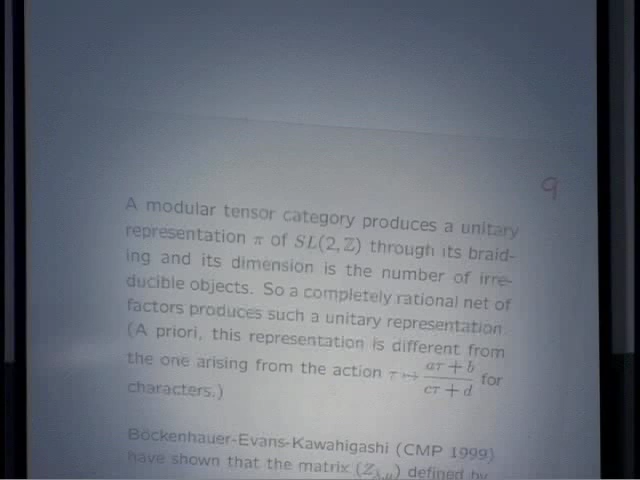 9
A modular tensor category produces a unitary
representation π of SL(2, ℤ) through its braid-
ing and its dimension is the number of irre-
ducible objects. So a completely rational net of
factors produces such a unitary representation.
(A priori, this representation is different from
the one arising from the action τ ↦ (aτ + b)/(cτ + d) for
characters.)
Böckenhauer-Evans-Kawahigashi (CMP 1999)
have shown that the matrix (Z_{λ,μ}) defined by